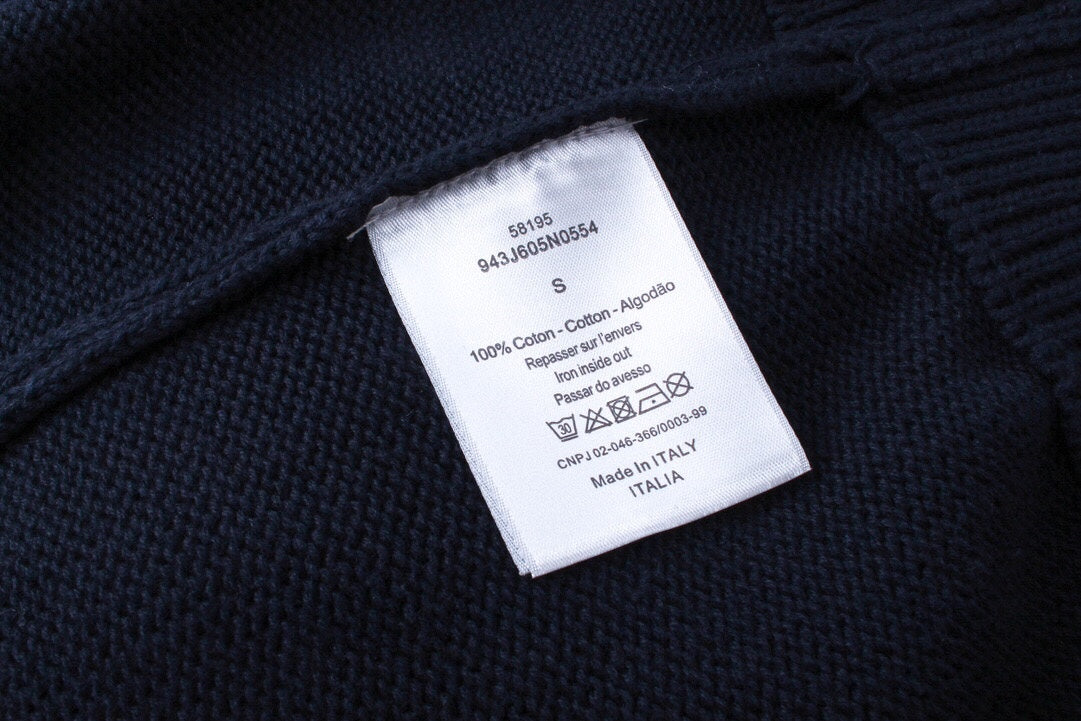 58195
943J605N0554
S
100% Coton - Cotton - Algodão
Repasser sur l'envers
Iron inside out
Passar do avesso
30
CNPJ 02-046-366/0003-99
Made In ITALY
ITALIA